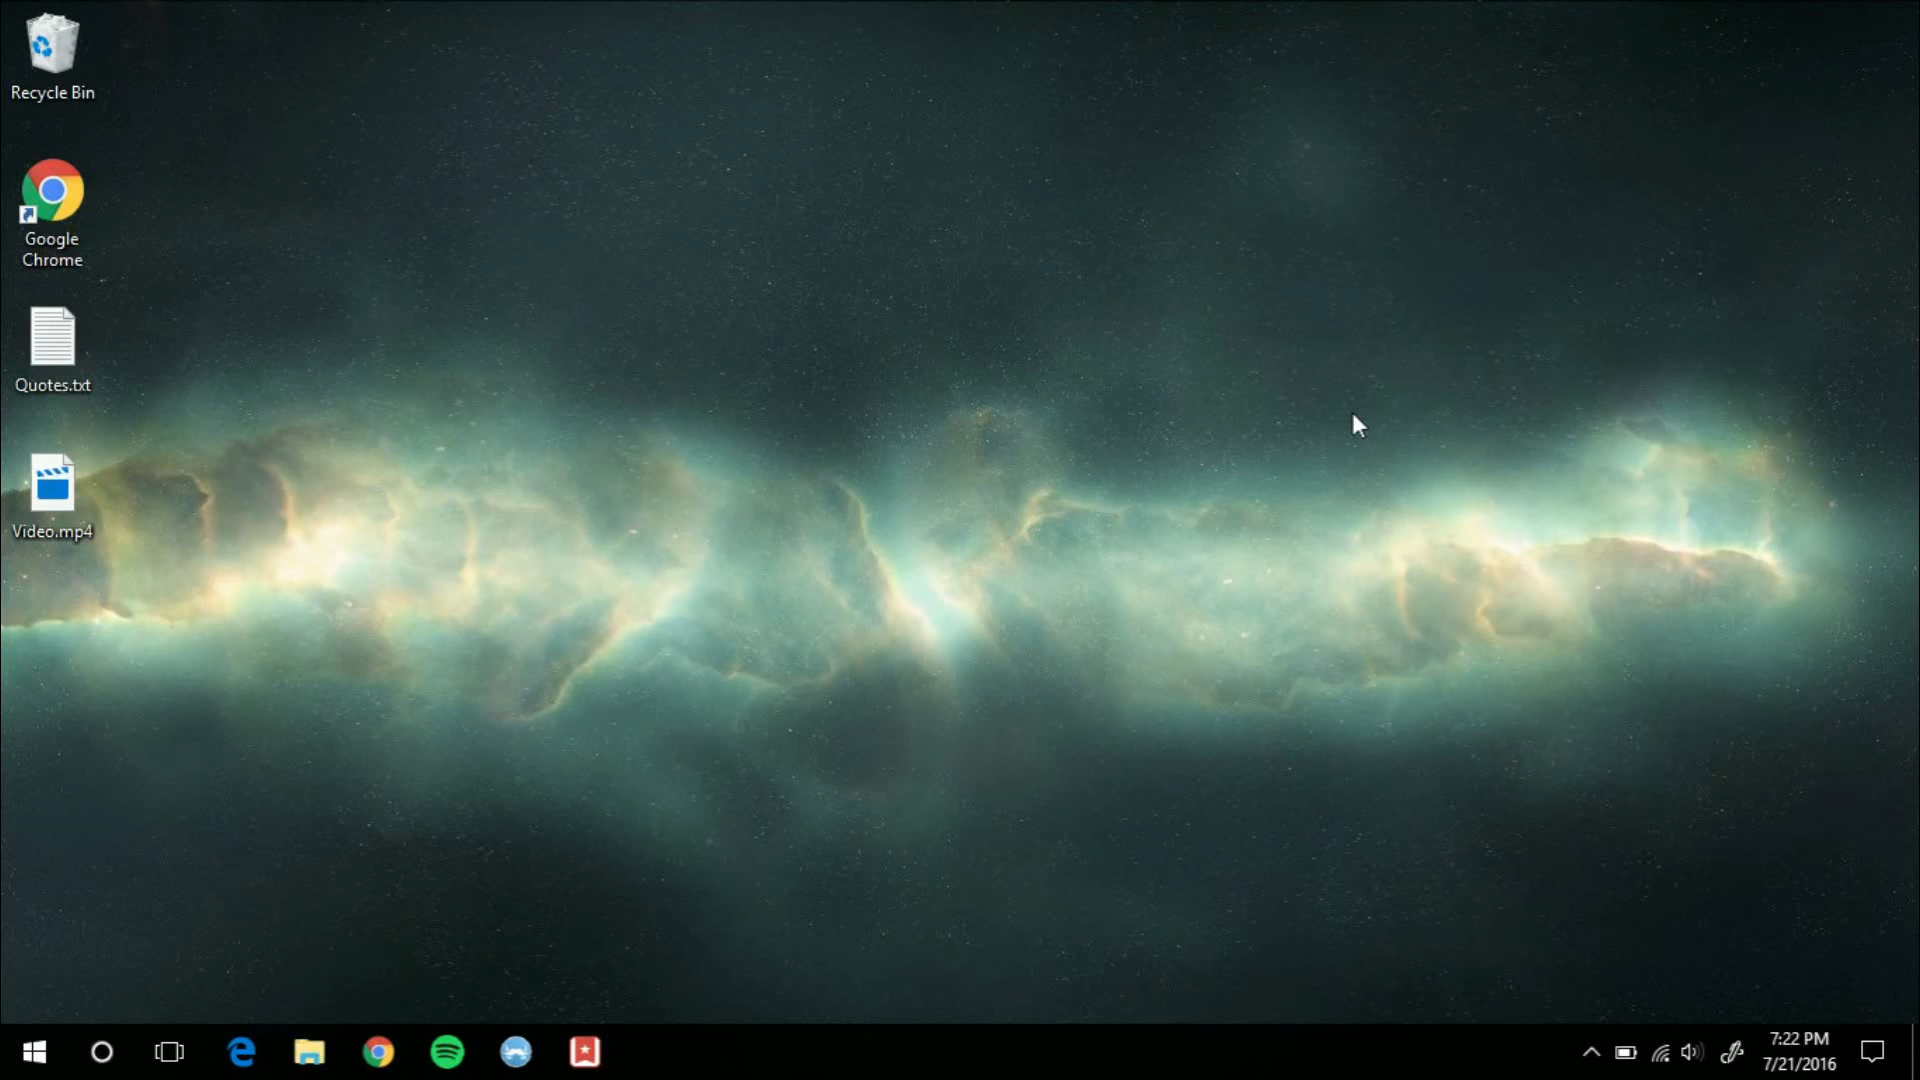 Recycle Bin
Google
Chrome
Quotes.txt
Video.mp4
7:22 PM
7/21/2016